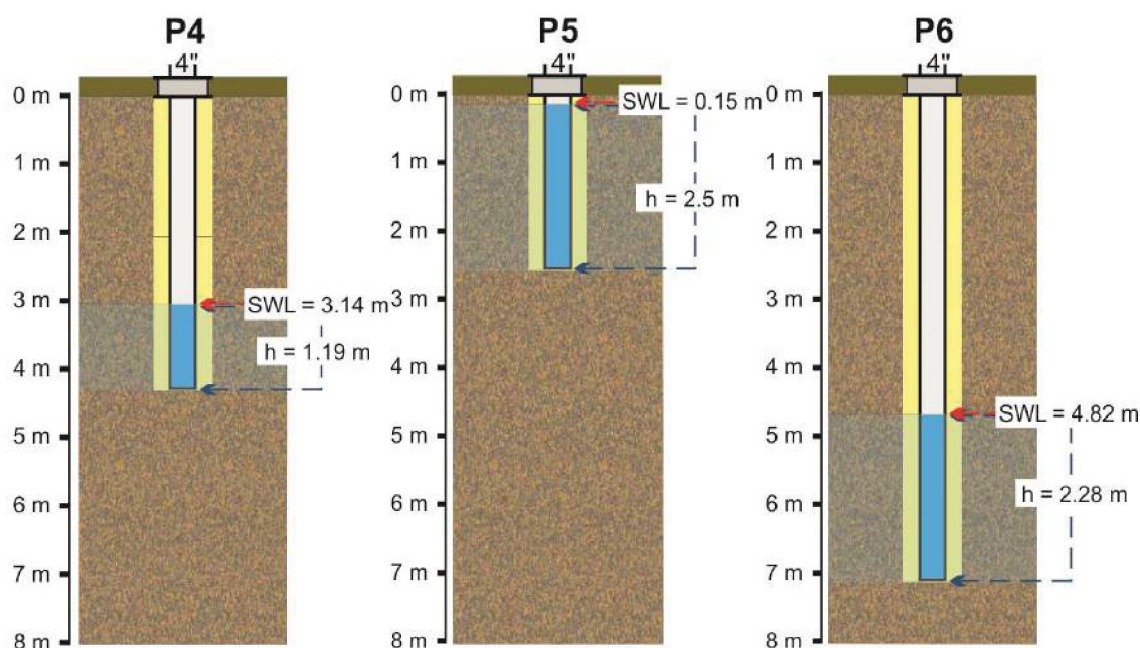 P4
4"
0 m
1 m
2 m
3 m
4 m
5 m
6 m
7 m
8 m
SWL = 3.14 m
h = 1.19 m
P5
4"
0 m
1 m
2 m
3 m
4 m
5 m
6 m
7 m
8 m
SWL = 0.15 m
h = 2.5 m
P6
4"
0 m
1 m
2 m
3 m
4 m
5 m
6 m
7 m
8 m
SWL = 4.82 m
h = 2.28 m